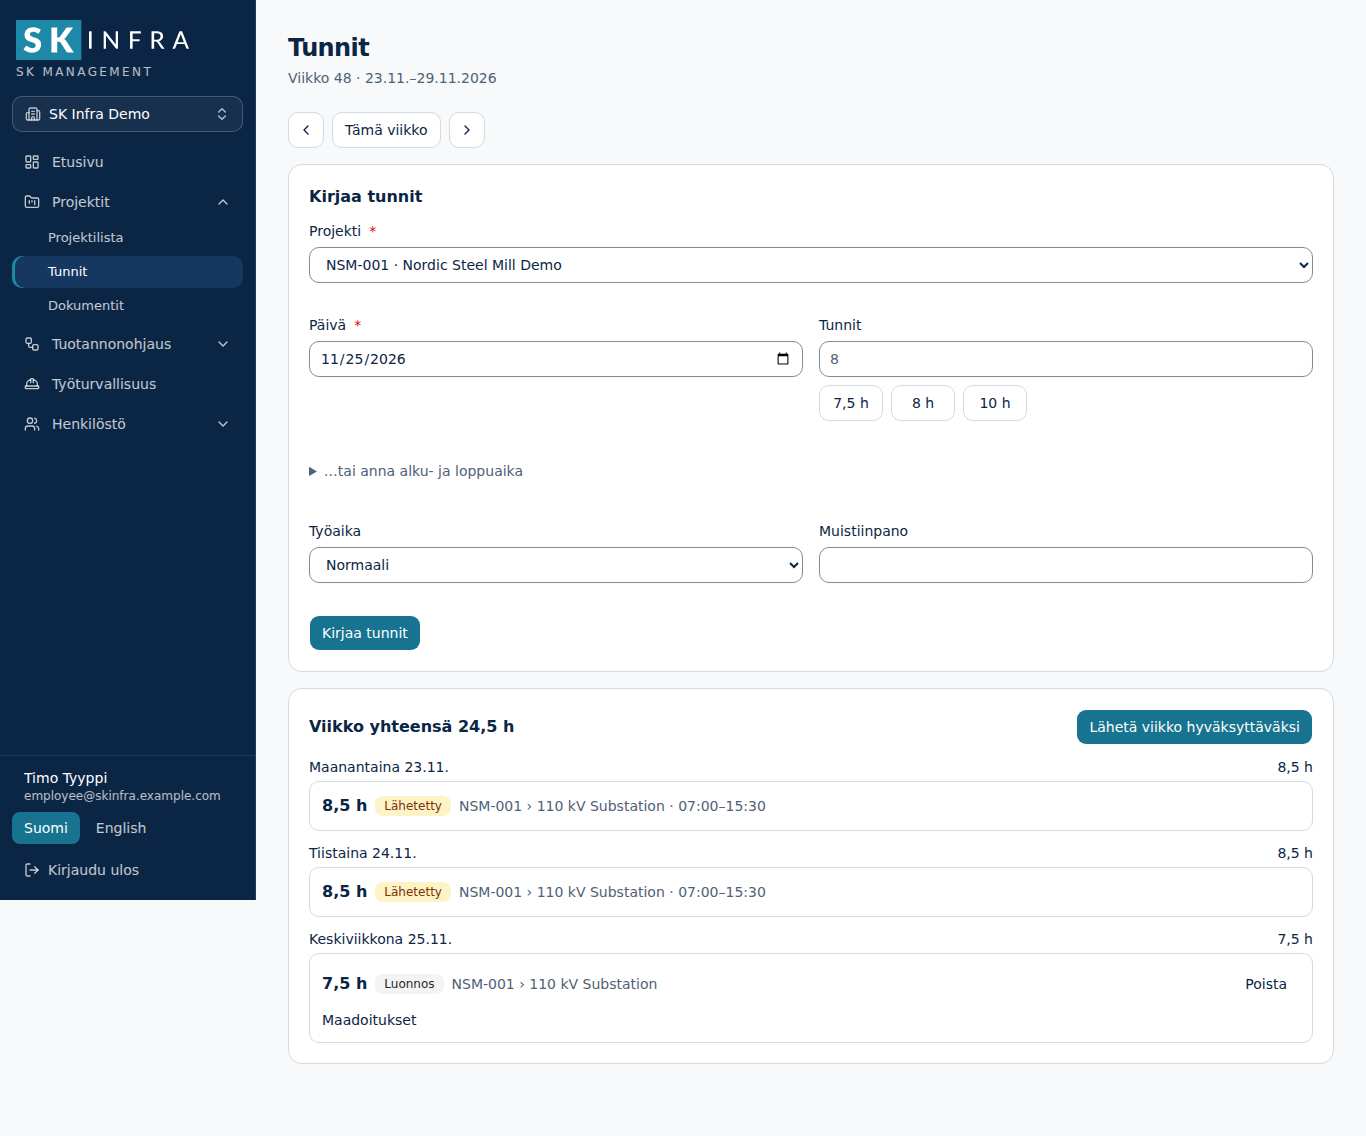 SK INFRA
SK MANAGEMENT
SK Infra Demo
Etusivu
Projektit
Projektilista
Tunnit
Dokumentit
Tuotannonohjaus
Työturvallisuus
Henkilöstö
Timo Tyyppi
employee@skinfra.example.com
Suomi English
Kirjaudu ulos
Tunnit
Viikko 48 · 23.11.–29.11.2026
Tämä viikko
Kirjaa tunnit
Projekti *
NSM-001 · Nordic Steel Mill Demo
Päivä * Tunnit
11/25/2026 8
7,5 h 8 h 10 h
...tai anna alku- ja loppuaika
Työaika Muistiinpano
Normaali
Kirjaa tunnit
Viikko yhteensä 24,5 h Lähetä viikko hyväksyttäväksi
Maanantaina 23.11. 8,5 h
8,5 h Lähetetty NSM-001 › 110 kV Substation · 07:00–15:30
Tiistaina 24.11. 8,5 h
8,5 h Lähetetty NSM-001 › 110 kV Substation · 07:00–15:30
Keskiviikkona 25.11. 7,5 h
7,5 h Luonnos NSM-001 › 110 kV Substation Poista
Maadoitukset